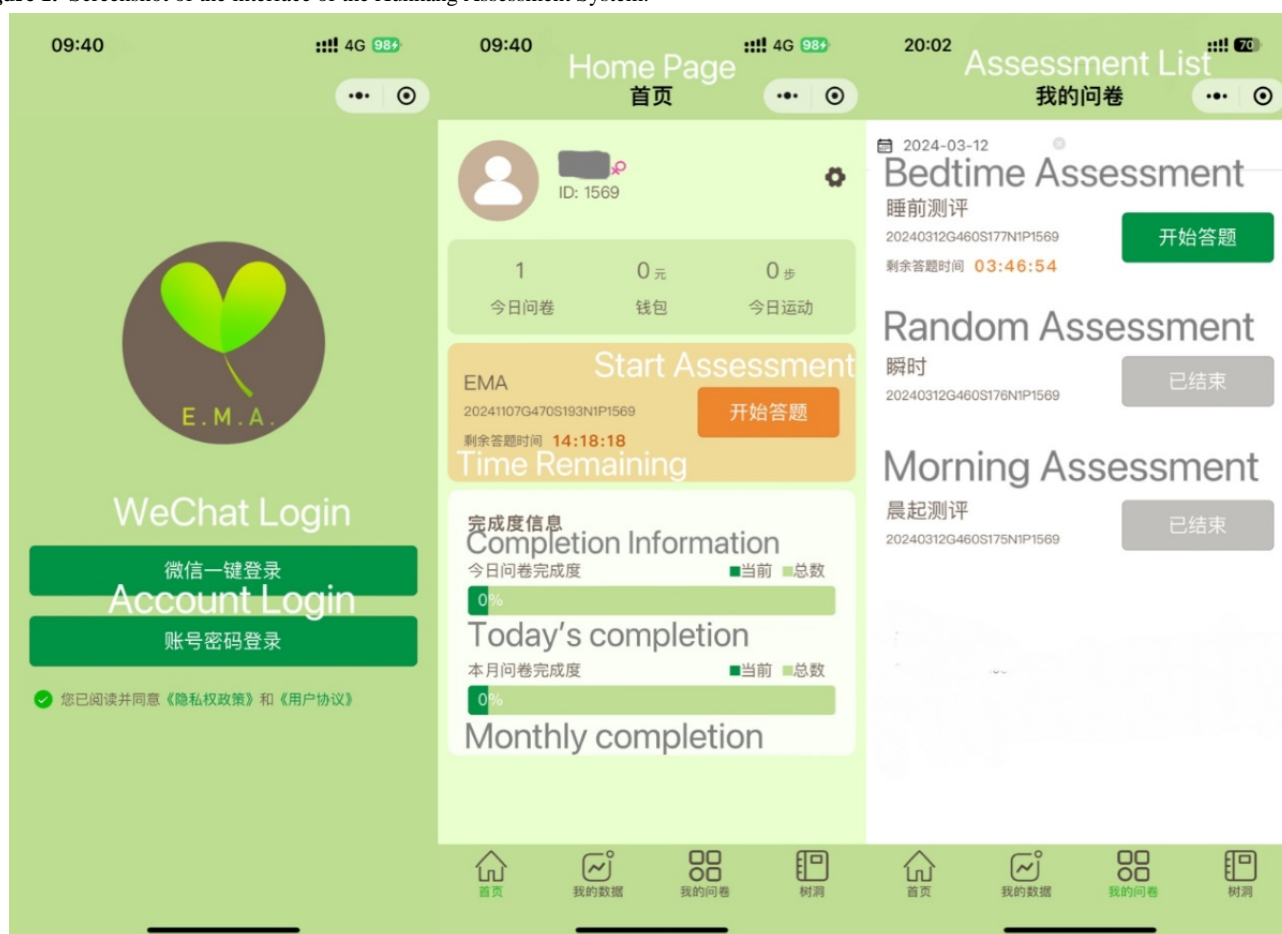 09:40
4G 98
E.M.A.
WeChat Login
微信一键登录
Account Login
账号密码登录
您已阅读并同意《隐私权政策》和《用户协议》
09:40
4G 98
Home Page
首页
ID: 1569
1
0元
0步
今日问卷
钱包
今日运动
Start Assessment
EMA
20241107G470S193N1P1569
开始答题
剩余答题时间 14:18:18
Time Remaining
完成度信息
Completion Information
今日问卷完成度
当前 总数
0%
Today's completion
本月问卷完成度
当前 总数
0%
Monthly completion
首页
我的数据
我的问卷
树洞
20:02
70
Assessment List
我的问卷
2024-03-12
Bedtime Assessment
睡前测评
20240312G460S177N1P1569
开始答题
剩余答题时间 03:46:54
Random Assessment
瞬时
已结束
20240312G460S176N1P1569
Morning Assessment
晨起测评
已结束
20240312G460S175N1P1569
首页
我的数据
我的问卷
树洞